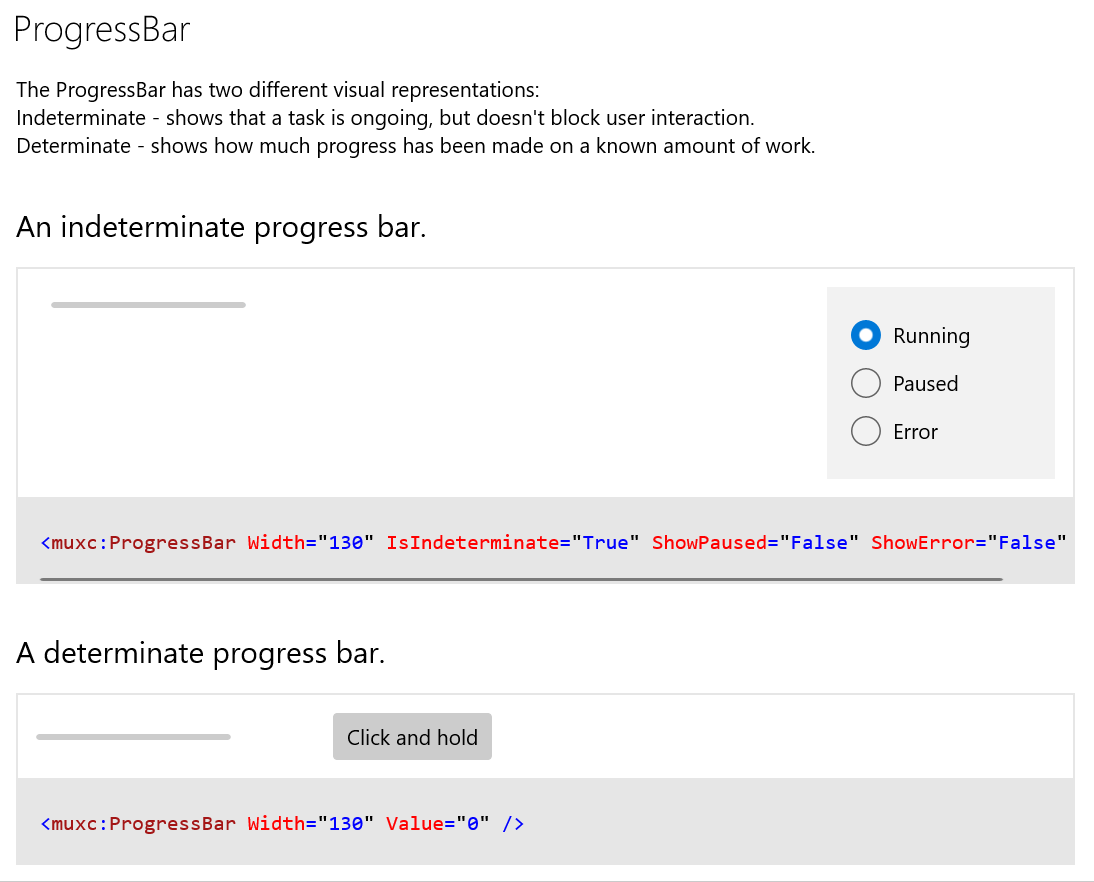 ProgressBar
The ProgressBar has two different visual representations:
Indeterminate - shows that a task is ongoing, but doesn't block user interaction.
Determinate - shows how much progress has been made on a known amount of work.
An indeterminate progress bar.
Running
Paused
Error
<muxc:ProgressBar Width="130" IsIndeterminate="True" ShowPaused="False" ShowError="False"
A determinate progress bar.
Click and hold
<muxc:ProgressBar Width="130" Value="0" />